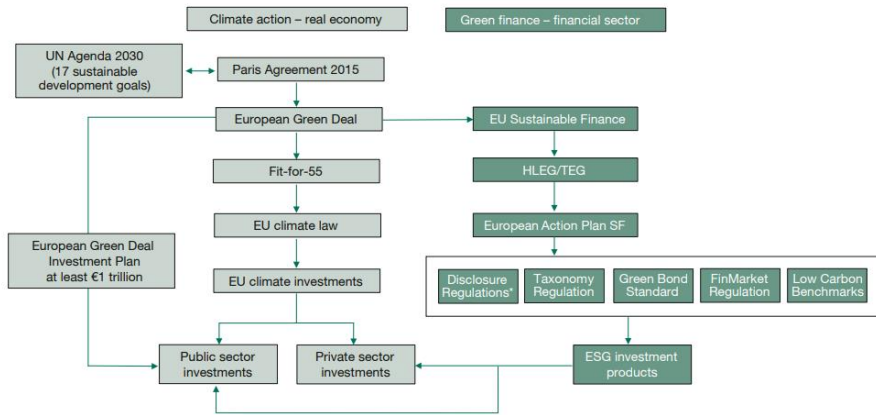 Climate action – real economy
Green finance – financial sector
UN Agenda 2030
(17 sustainable
development goals)
Paris Agreement 2015
European Green Deal
EU Sustainable Finance
Fit-for-55
HLEG/TEG
EU climate law
European Action Plan SF
European Green Deal
Investment Plan
at least €1 trillion
EU climate investments
Disclosure
Regulations*
Taxonomy
Regulation
Green Bond
Standard
FinMarket
Regulation
Low Carbon
Benchmarks
Public sector
investments
Private sector
investments
ESG investment
products